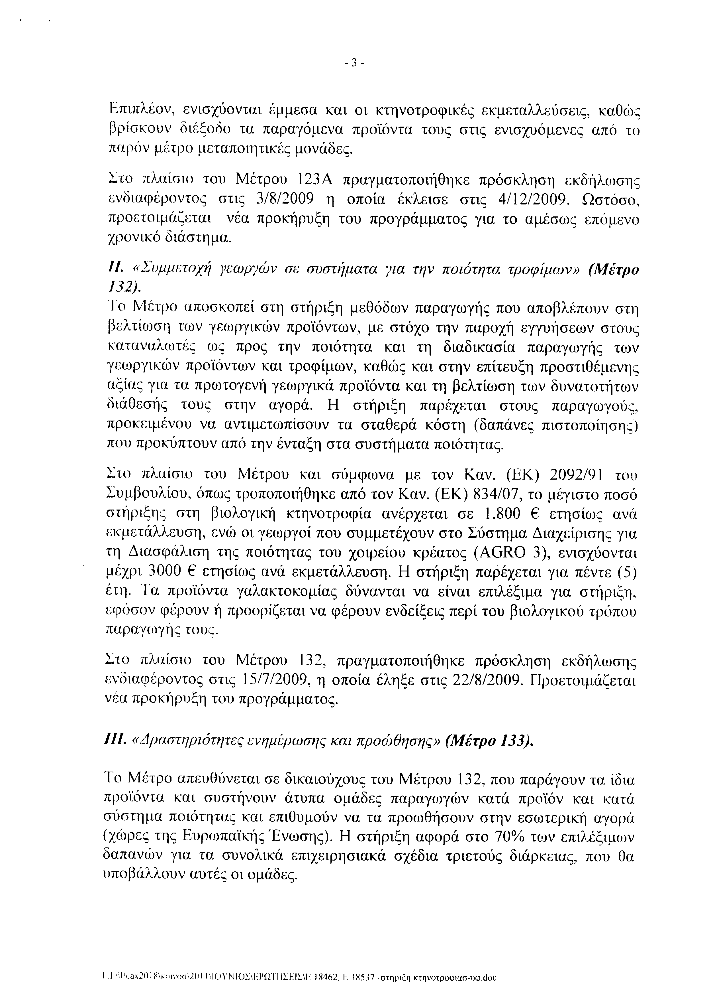 - 3 -
Επιπλέον, ενισχύονται έμμεσα και οι κτηνοτροφικές εκμεταλλεύσεις, καθώς
βρίσκουν διέξοδο τα παραγόμενα προϊόντα τους στις ενισχυόμενες από το
παρόν μέτρο μεταποιητικές μονάδες.
Στο πλαίσιο του Μέτρου 123Α πραγματοποιήθηκε πρόσκληση εκδήλωσης
ενδιαφέροντος στις 3/8/2009 η οποία έκλεισε στις 4/12/2009. Ωστόσο,
προετοιμάζεται νέα προκήρυξη του προγράμματος για το αμέσως επόμενο
χρονικό διάστημα.
ΙΙ. «Συμμετοχή γεωργών σε συστήματα για την ποιότητα τροφίμων» (Μέτρο
132).
Το Μέτρο αποσκοπεί στη στήριξη μεθόδων παραγωγής που αποβλέπουν στη
βελτίωση των γεωργικών προϊόντων, με στόχο την παροχή εγγυήσεων στους
καταναλωτές ως προς την ποιότητα και τη διαδικασία παραγωγής των
γεωργικών προϊόντων και τροφίμων, καθώς και στην επίτευξη προστιθέμενης
αξίας για τα πρωτογενή γεωργικά προϊόντα και τη βελτίωση των δυνατοτήτων
διάθεσής τους στην αγορά. Η στήριξη παρέχεται στους παραγωγούς,
προκειμένου να αντιμετωπίσουν τα σταθερά κόστη (δαπάνες πιστοποίησης)
που προκύπτουν από την ένταξη στα συστήματα ποιότητας.
Στο πλαίσιο του Μέτρου και σύμφωνα με τον Καν. (ΕΚ) 2092/91 του
Συμβουλίου, όπως τροποποιήθηκε από τον Καν. (ΕΚ) 834/07, το μέγιστο ποσό
στήριξης στη βιολογική κτηνοτροφία ανέρχεται σε 1.800 € ετησίως ανά
εκμετάλλευση, ενώ οι γεωργοί που συμμετέχουν στο Σύστημα Διαχείρισης για
τη Διασφάλιση της ποιότητας του χοιρείου κρέατος (AGRO 3), ενισχύονται
μέχρι 3000 € ετησίως ανά εκμετάλλευση. Η στήριξη παρέχεται για πέντε (5)
έτη. Τα προϊόντα γαλακτοκομίας δύνανται να είναι επιλέξιμα για στήριξη,
εφόσον φέρουν ή προορίζεται να φέρουν ενδείξεις περί του βιολογικού τρόπου
παραγωγής τους.
Στο πλαίσιο του Μέτρου 132, πραγματοποιήθηκε πρόσκληση εκδήλωσης
ενδιαφέροντος στις 15/7/2009, η οποία έληξε στις 22/8/2009. Προετοιμάζεται
νέα προκήρυξη του προγράμματος.
ΙΙΙ. «Δραστηριότητες ενημέρωσης και προώθησης» (Μέτρο 133).
Το Μέτρο απευθύνεται σε δικαιούχους του Μέτρου 132, που παράγουν τα ίδια
προϊόντα και συστήνουν άτυπα ομάδες παραγωγών κατά προϊόν και κατά
σύστημα ποιότητας και επιθυμούν να τα προωθήσουν στην εσωτερική αγορά
(χώρες της Ευρωπαϊκής Ένωσης). Η στήριξη αφορά στο 70% των επιλέξιμων
δαπανών για τα συνολικά επιχειρησιακά σχέδια τριετούς διάρκειας, που θα
υποβάλλουν αυτές οι ομάδες.
\\Pcax2018\κοινοσ\2011\ΙΟΥΝΙΟΣ\ΕΡΩΤΗΣΕΙΣ\Ε 18462. Ε 18537 -στηριξη κτηνοτροφιασ-υφ.doc